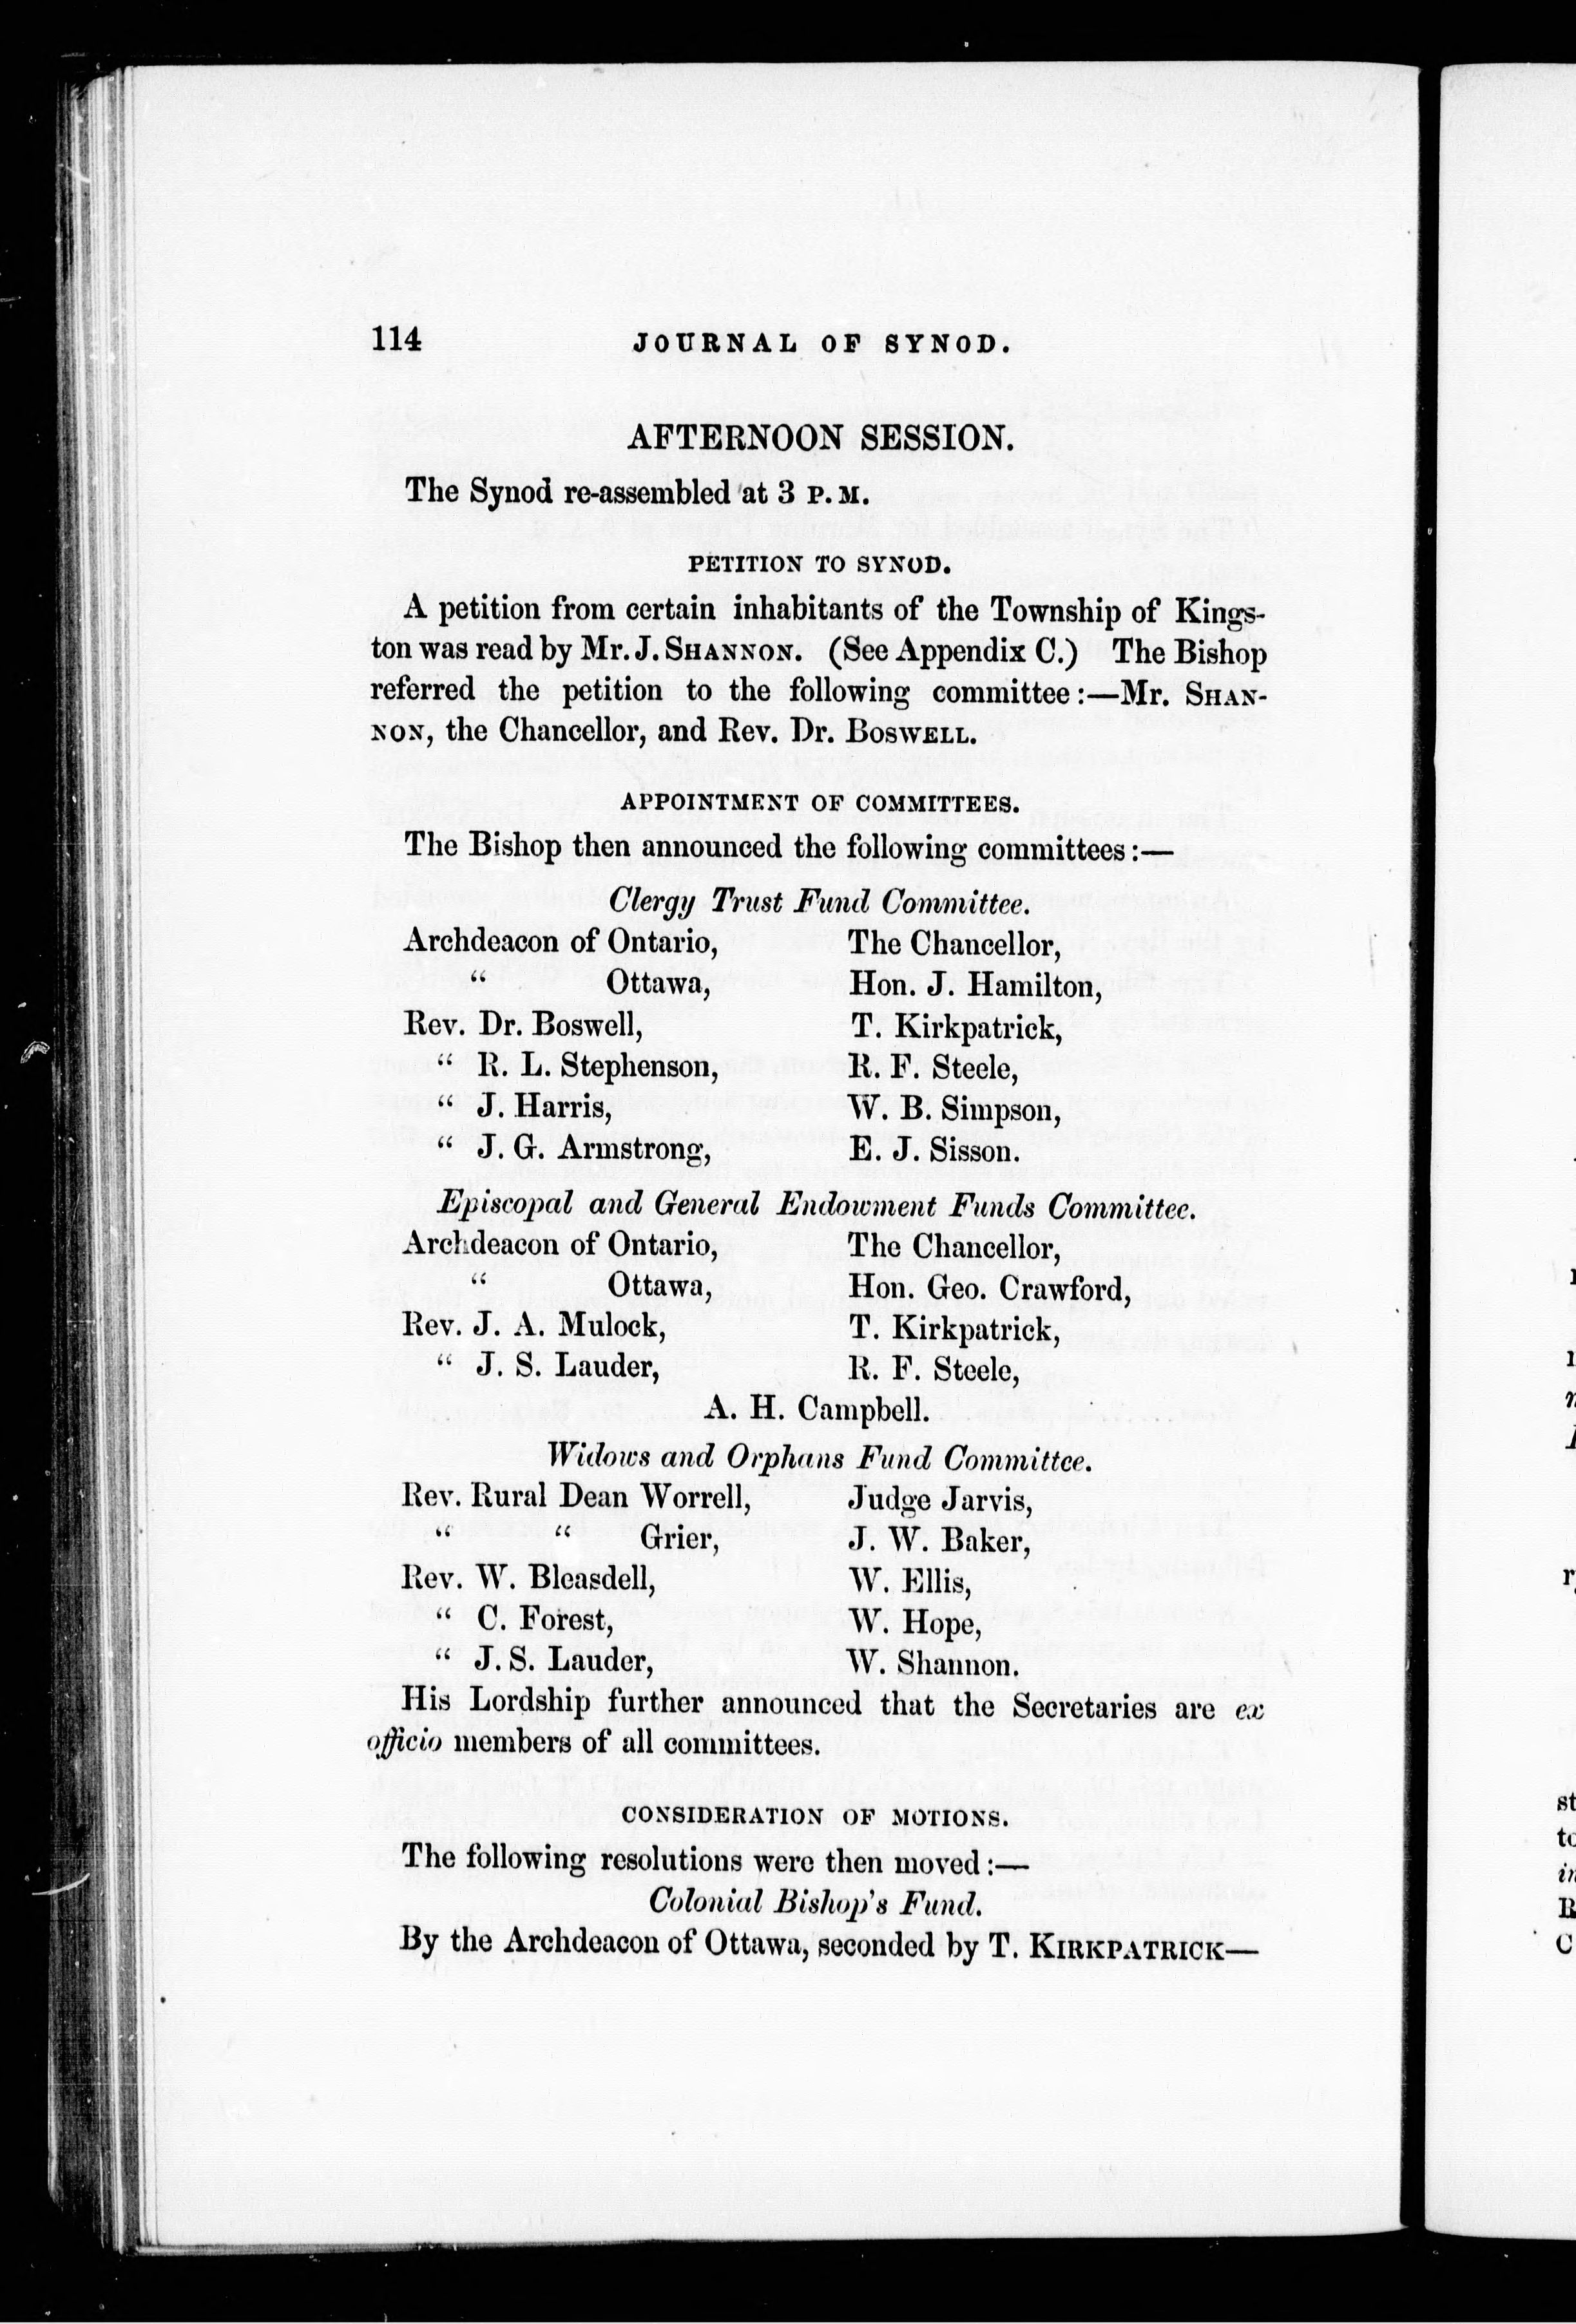 114 JOURNAL OF SYNOD.
AFTERNOON SESSION.
The Synod re-assembled at 3 P. M.
PETITION TO SYNOD.
A petition from certain inhabitants of the Township of Kings-
ton was read by Mr. J. SHANNON. (See Appendix C.) The Bishop
referred the petition to the following committee:—Mr. SHAN-
NON, the Chancellor, and Rev. Dr. BOSWELL.
APPOINTMENT OF COMMITTEES.
The Bishop then announced the following committees:—
Clergy Trust Fund Committee.
Archdeacon of Ontario, The Chancellor,
“ Ottawa, Hon. J. Hamilton,
Rev. Dr. Boswell, T. Kirkpatrick,
“ R. L. Stephenson, R. F. Steele,
“ J. Harris, W. B. Simpson,
“ J. G. Armstrong, E. J. Sisson.
Episcopal and General Endowment Funds Committee.
Archdeacon of Ontario, The Chancellor,
“ Ottawa, Hon. Geo. Crawford,
Rev. J. A. Mulock, T. Kirkpatrick,
“ J. S. Lauder, R. F. Steele,
A. H. Campbell.
Widows and Orphans Fund Committee.
Rev. Rural Dean Worrell, Judge Jarvis,
“ “ Grier, J. W. Baker,
Rev. W. Bleasdell, W. Ellis,
“ C. Forest, W. Hope,
“ J. S. Lauder, W. Shannon.
His Lordship further announced that the Secretaries are ex
officio members of all committees.
CONSIDERATION OF MOTIONS.
The following resolutions were then moved:—
Colonial Bishop's Fund.
By the Archdeacon of Ottawa, seconded by T. KIRKPATRICK—